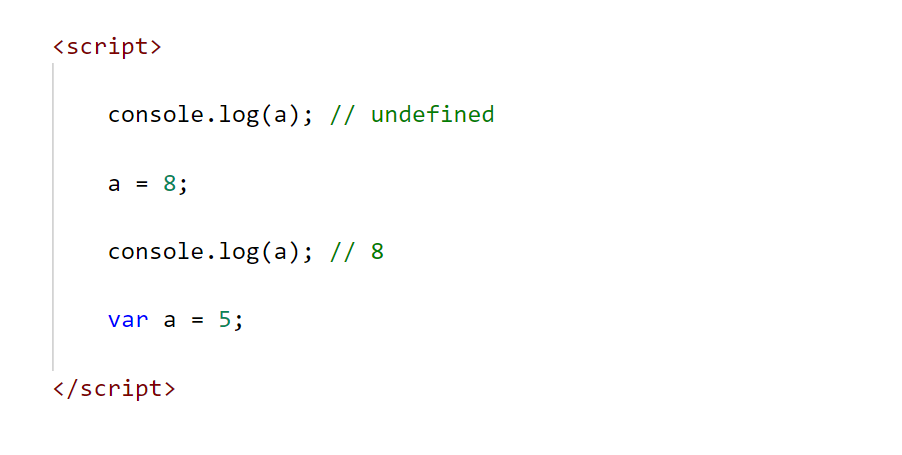 <script>
console.log(a); // undefined
a = 8;
console.log(a); // 8
var a = 5;
</script>